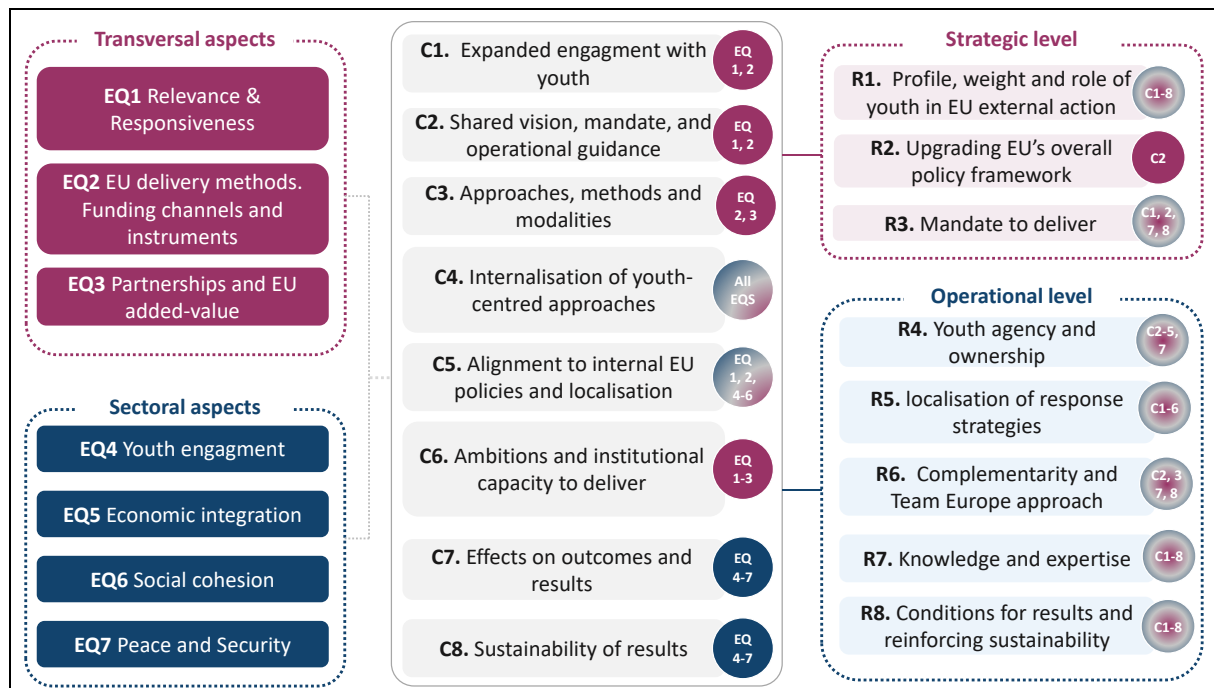 Transversal aspects
EQ1 Relevance &
Responsiveness
EQ2 EU delivery methods.
Funding channels and
instruments
EQ3 Partnerships and EU
added-value
Sectoral aspects
EQ4 Youth engagment
EQ5 Economic integration
EQ6 Social cohesion
EQ7 Peace and Security
C1. Expanded engagment with
youth
EQ
1, 2
C2. Shared vision, mandate, and
operational guidance
EQ
1, 2
C3. Approaches, methods and
modalities
EQ
2, 3
C4. Internalisation of youth-
centred approaches
All
EQS
C5. Alignment to internal EU
policies and localisation
EQ
1, 2,
4-6
C6. Ambitions and institutional
capacity to deliver
EQ
1-3
C7. Effects on outcomes and
results
EQ
4-7
C8. Sustainability of results
EQ
4-7
Strategic level
R1. Profile, weight and role of
youth in EU external action
C1-8
R2. Upgrading EU's overall
policy framework
C2
R3. Mandate to deliver
C1, 2,
7, 8
Operational level
R4. Youth agency and
ownership
C2-5,
7
R5. localisation of response
strategies
C1-6
R6. Complementarity and
Team Europe approach
C2, 3
7, 8
R7. Knowledge and expertise
C1-8
R8. Conditions for results and
reinforcing sustainability
C1-8